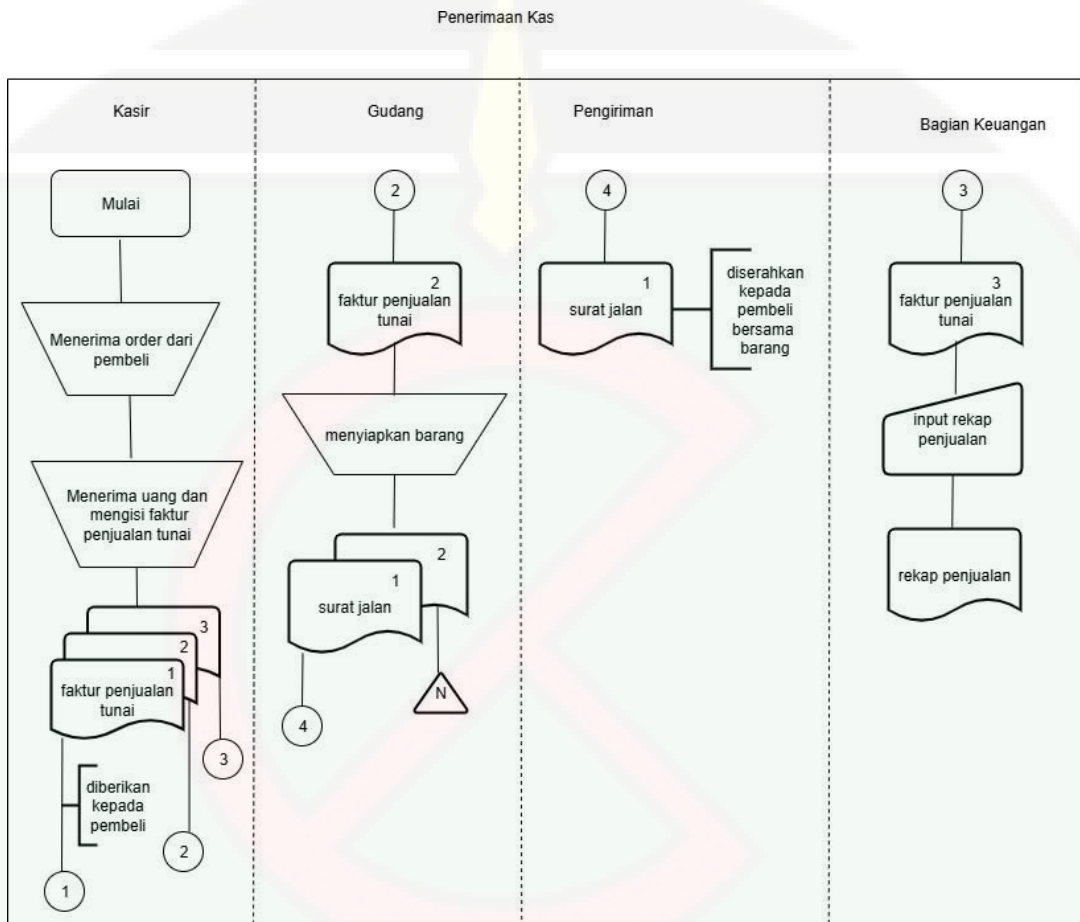 Penerimaan Kas
Kasir
Gudang
Pengiriman
Bagian Keuangan
Mulai
Menerima order dari
pembeli
Menerima uang dan
mengisi faktur
penjualan tunai
3
2
1
faktur penjualan
tunai
3
diberikan
kepada
pembeli
2
1
2
2
faktur penjualan
tunai
menyiapkan barang
2
1
surat jalan
N
4
4
1
surat jalan
diserahkan
kepada
pembeli
bersama
barang
3
3
faktur penjualan
tunai
input rekap
penjualan
rekap penjualan